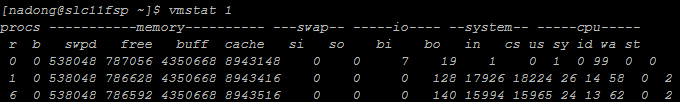 [nadong@slc11fsp ~]$ vmstat 1
procs -----------memory---------- ---swap-- -----io---- --system-- -----cpu-----
 r  b   swpd   free   buff  cache   si   so    bi    bo   in   cs us sy id wa st
 0  0 538048 787056 4350668 8943148    0    0     7    19    1    0  1  0 99  0  0
 1  0 538048 786628 4350668 8943416    0    0     0   128 17926 18224 26 14 58  0  2
 6  0 538048 786592 4350668 8943516    0    0     0   140 15994 15965 24 13 62  0  2